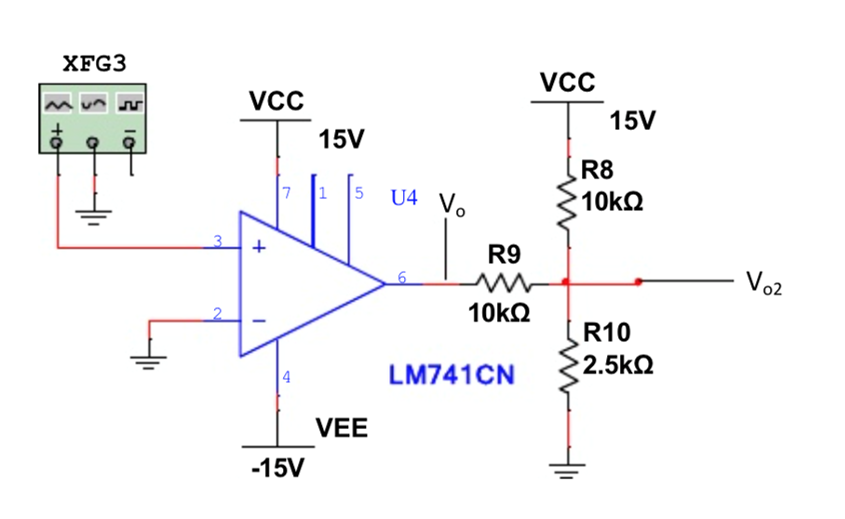 XFG3
+
−
VCC
15V
7
1
5
U4
3
+
2
−
4
6
Vₒ
VEE
-15V
LM741CN
R9
10kΩ
VCC
15V
R8
10kΩ
Vₒ₂
R10
2.5kΩ